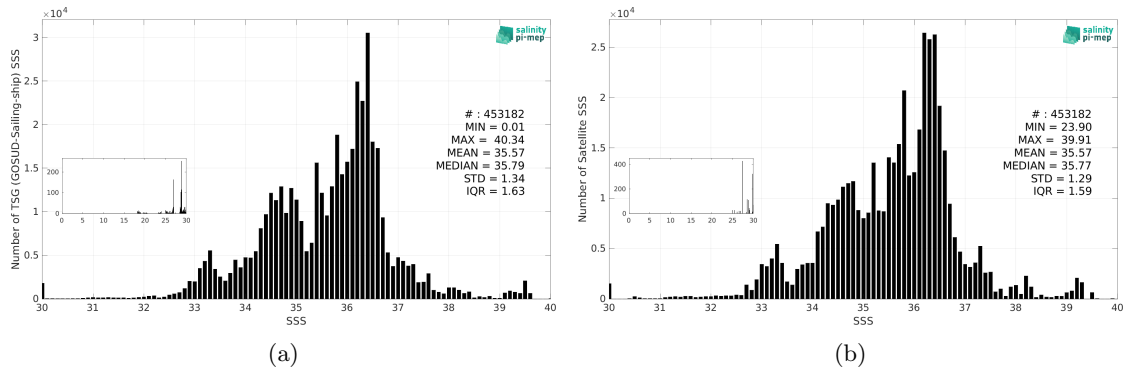 ×10⁴
3
2.5
2
1.5
1
0.5
0
30 31 32 33 34 35 36 37 38 39 40
SSS
Number of TSG (GOSUD-Sailing-ship) SSS
salinity
pi-mep
# : 453182
MIN = 0.01
MAX = 40.34
MEAN = 35.57
MEDIAN = 35.79
STD = 1.34
IQR = 1.63
200
100
0
0 5 10 15 20 25 30
(a)
×10⁴
2.5
2
1.5
1
0.5
0
30 31 32 33 34 35 36 37 38 39 40
SSS
Number of Satellite SSS
salinity
pi-mep
# : 453182
MIN = 23.90
MAX = 39.91
MEAN = 35.57
MEDIAN = 35.77
STD = 1.29
IQR = 1.59
400
200
0
0 5 10 15 20 25 30
(b)